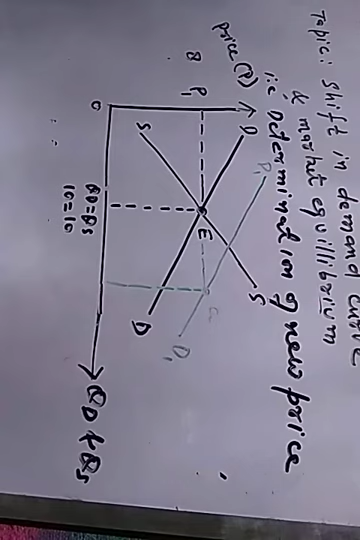 Topic: Shift in demand curve
& market equillibrium
i.e Determination of new price
Price (P)
8
P1
D
D1
S
E
a
S
D
D1
O
QD=Qs
10=10
QD & Qs